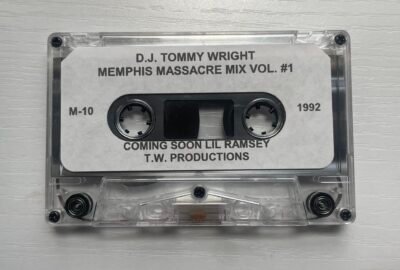 D.J. TOMMY WRIGHT
MEMPHIS MASSACRE MIX VOL. #1
M-10
1992
COMING SOON LIL RAMSEY
T.W. PRODUCTIONS